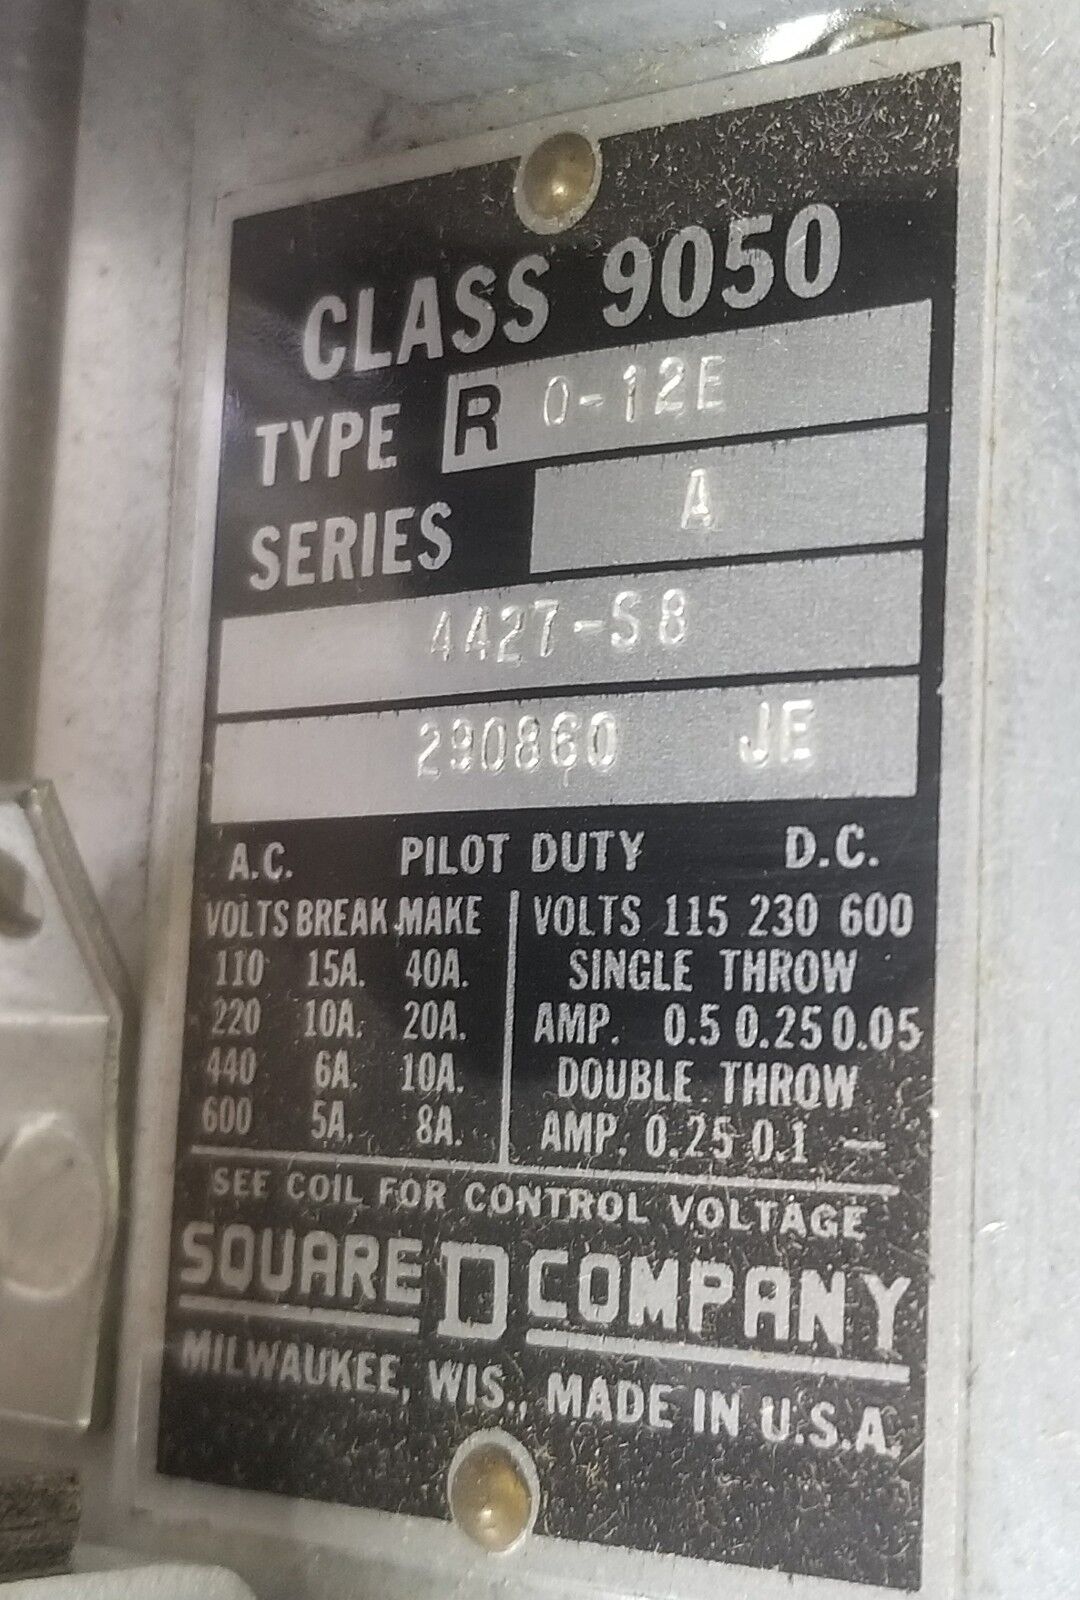 CLASS 9050
TYPE R O-12E
SERIES A
4427-S8
290860 JE
A.C. PILOT DUTY D.C.
VOLTS BREAK MAKE
110 15A. 40A.
220 10A. 20A.
440 6A. 10A.
600 5A. 8A.
VOLTS 115 230 600
SINGLE THROW
AMP. 0.5 0.25 0.05
DOUBLE THROW
AMP. 0.25 0.1 —
SEE COIL FOR CONTROL VOLTAGE
SQUARE D COMPANY
MILWAUKEE, WIS., MADE IN U.S.A.